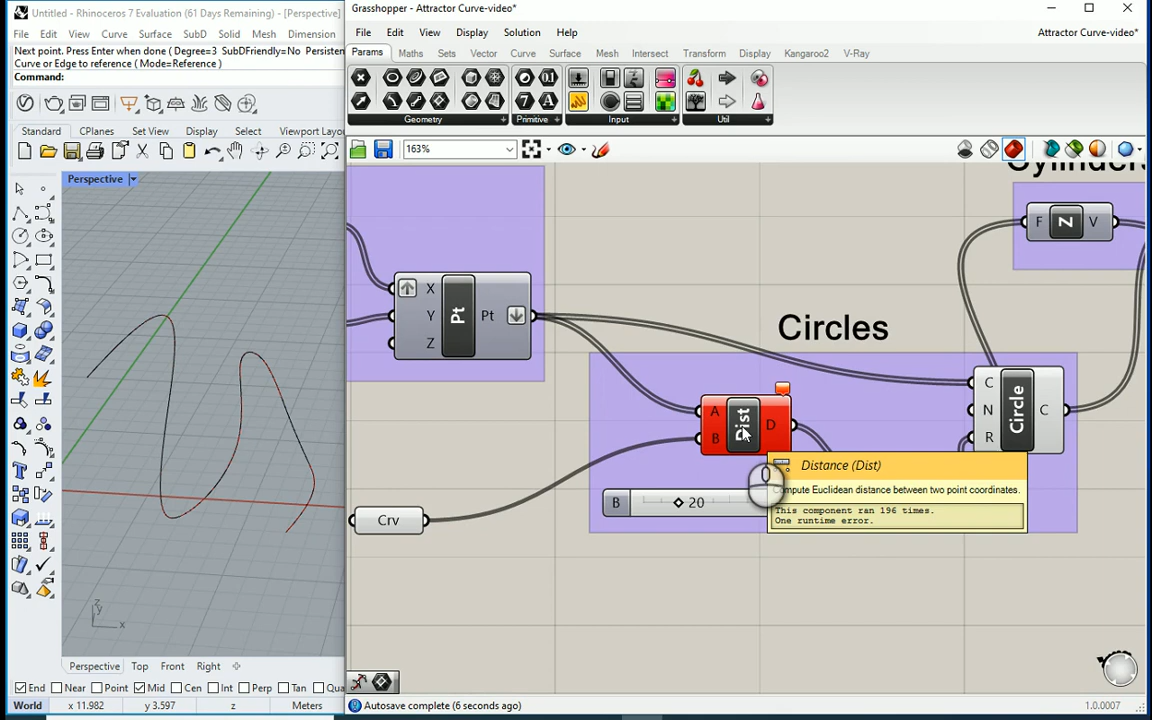 Untitled - Rhinoceros 7 Evaluation (61 Days Remaining) - [Perspective]
File Edit View Curve Surface SubD Solid Mesh Dimension
Next point. Press Enter when done ( Degree=3 SubDFriendly=No Persisten
Curve or Edge to reference ( Mode=Reference )
Command:
Standard CPlanes Set View Display Select Viewport Layo
Perspective
z
y
x
Perspective Top Front Right
End Near Point Mid Cen Int Perp Tan Qua
World x 11.982 y 3.597 z Meters
Grasshopper - Attractor Curve-video*
File Edit View Display Solution Help Attractor Curve-video*
Params Maths Sets Vector Curve Surface Mesh Intersect Transform Display Kangaroo2 V-Ray
Geometry Primitive Input Util
163%
F N V
X
Y Pt Pt
Z
Circles
C
N Circle C
R
A
B Dist D
Distance (Dist)
Compute Euclidean distance between two point coordinates.
This component ran 196 times.
One runtime error.
B 20
Crv
Autosave complete (6 seconds ago) 1.0.0007